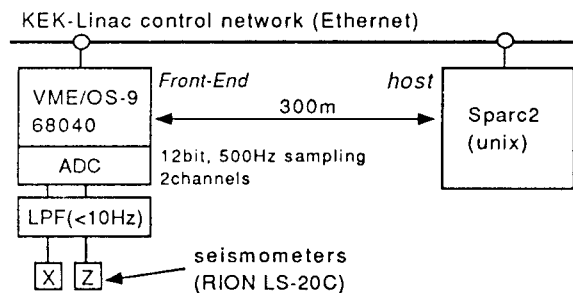 KEK-Linac control network (Ethernet)
Front-End
host
VME/OS-9
68040
300m
Sparc2
(unix)
ADC
12bit, 500Hz sampling
2channels
LPF(<10Hz)
X
Z
seismometers
(RION LS-20C)